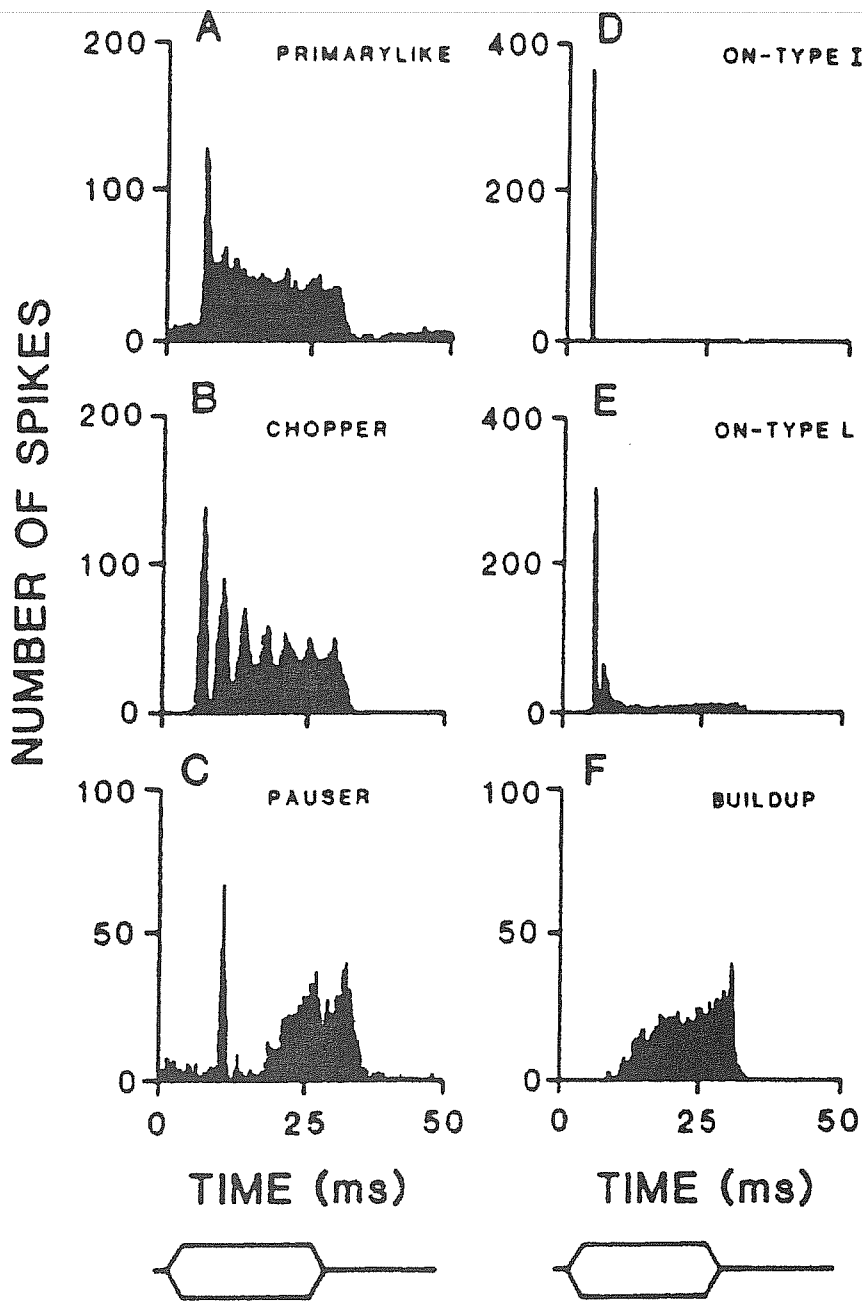 A
PRIMARYLIKE
200
100
0
D
ON-TYPE I
400
200
0
B
CHOPPER
200
100
0
E
ON-TYPE L
400
200
0
C
PAUSER
100
50
0
F
BUILDUP
100
50
0
0 25 50
0 25 50
NUMBER OF SPIKES
TIME (ms)
TIME (ms)